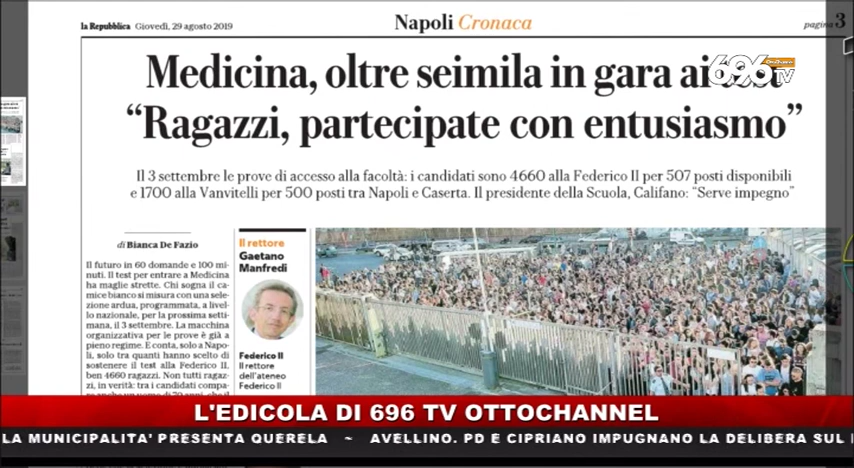 la Repubblica Giovedì, 29 agosto 2019
Napoli Cronaca
pagina 3
Medicina, oltre seimila in gara ai test
“Ragazzi, partecipate con entusiasmo”
696
TV
Il 3 settembre le prove di accesso alla facoltà: i candidati sono 4660 alla Federico II per 507 posti disponibili
e 1700 alla Vanvitelli per 500 posti tra Napoli e Caserta. Il presidente della Scuola, Califano: “Serve impegno”
di Bianca De Fazio
Il futuro in 60 domande e 100 mi-
nuti. Il test per entrare a Medicina
ha maglie strette. Chi sogna il ca-
mice bianco si misura con una sele-
zione ardua, programmata, a livel-
lo nazionale, per la prossima setti-
mana, il 3 settembre. La macchina
organizzativa per le prove è già a
pieno regime. E conta, solo a Napo-
li, solo tra quanti hanno scelto di
sostenere il test alla Federico II,
ben 4660 ragazzi. Non tutti ragaz-
zi, in verità: tra i candidati compa-
Il rettore
Gaetano
Manfredi
Federico II
Il rettore
dell'ateneo
Federico II
L'EDICOLA DI 696 TV OTTOCHANNEL
LA MUNICIPALITA' PRESENTA QUERELA ~ AVELLINO. PD E CIPRIANO IMPUGNANO LA DELIBERA SUL